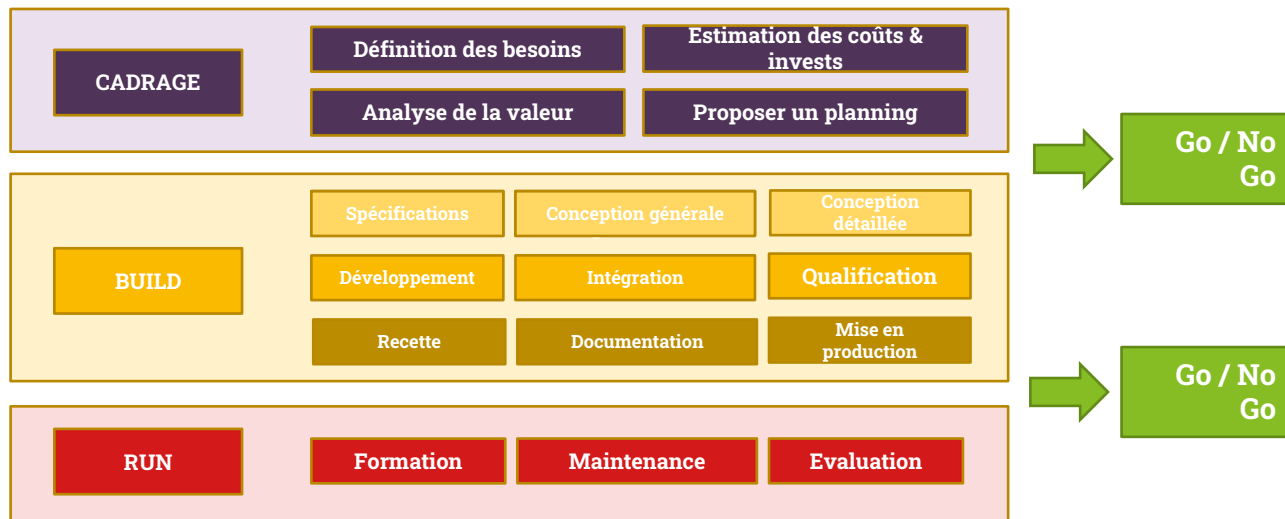 CADRAGE
Définition des besoins
Estimation des coûts &
invests
Analyse de la valeur
Proposer un planning
Go / No
Go
BUILD
Spécifications
Conception générale
Conception
détaillée
Développement
Intégration
Qualification
Recette
Documentation
Mise en
production
Go / No
Go
RUN
Formation
Maintenance
Evaluation